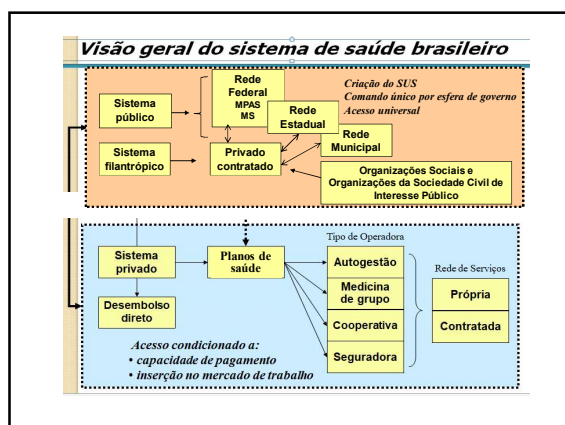 Visão geral do sistema de saúde brasileiro
Sistema
público
Rede
Federal
MPAS
MS
Criação do SUS
Comando único por esfera de governo
Acesso universal
Rede
Estadual
Rede
Municipal
Sistema
filantrópico
Privado
contratado
Organizações Sociais e
Organizações da Sociedade Civil de
Interesse Público
Tipo de Operadora
Sistema
privado
Planos de
saúde
Autogestão
Rede de Serviços
Medicina
de grupo
Própria
Desembolso
direto
Cooperativa
Contratada
Seguradora
Acesso condicionado a:
• capacidade de pagamento
• inserção no mercado de trabalho